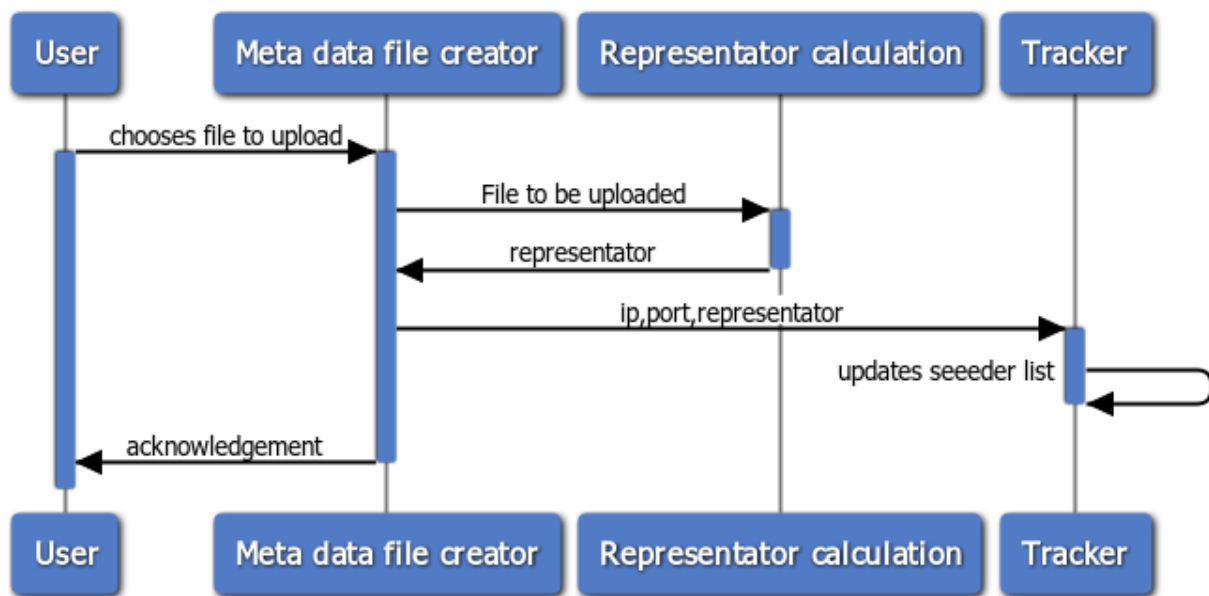 User
Meta data file creator
Representator calculation
Tracker
chooses file to upload
File to be uploaded
representator
ip,port,representator
updates seeeder list
acknowledgement
User
Meta data file creator
Representator calculation
Tracker